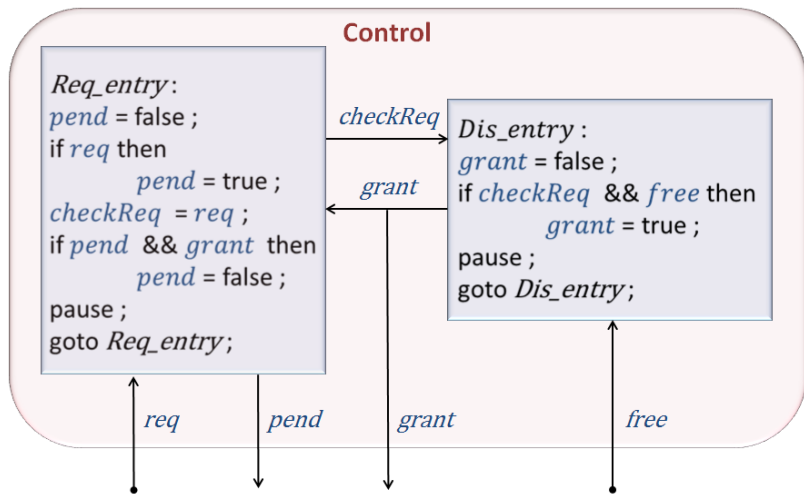 Control
Req_entry :
pend = false ;
if req then
pend = true ;
checkReq = req ;
if pend && grant then
pend = false ;
pause ;
goto Req_entry ;
checkReq
grant
Dis_entry :
grant = false ;
if checkReq && free then
grant = true ;
pause ;
goto Dis_entry ;
req
pend
grant
free